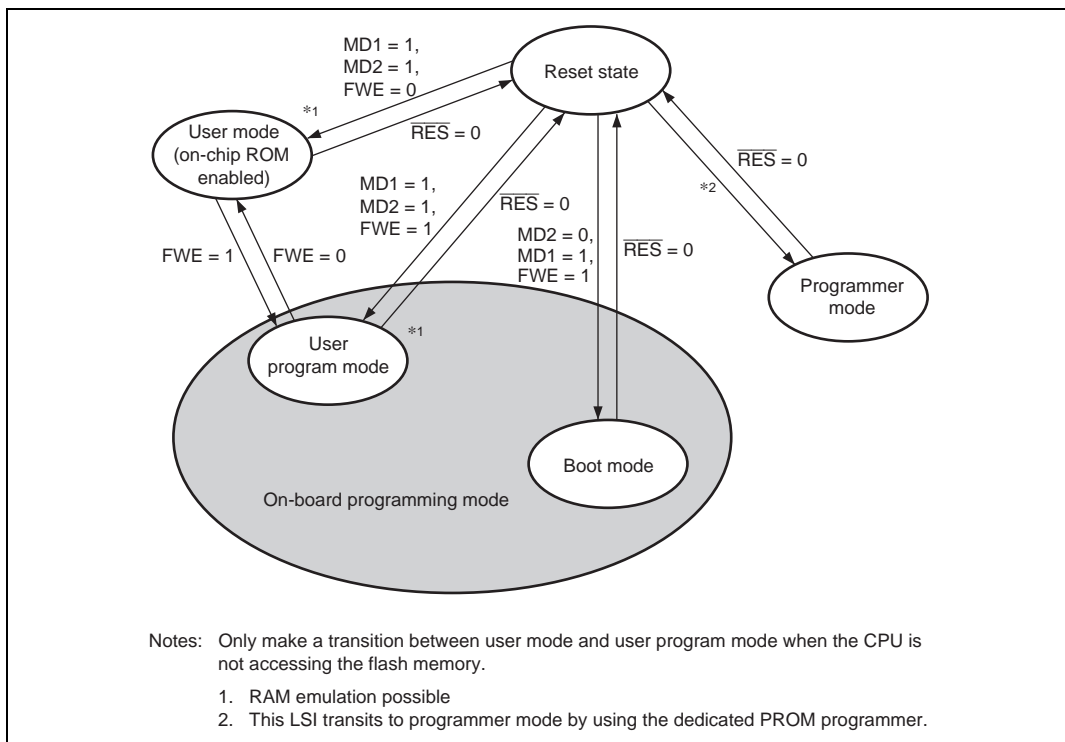 MD1 = 1,
MD2 = 1,
FWE = 0
Reset state
*1
RES = 0
User mode
(on-chip ROM
enabled)
RES = 0
*2
MD1 = 1,
MD2 = 1,
FWE = 1
RES = 0
MD2 = 0,
MD1 = 1,
FWE = 1
RES = 0
FWE = 1
FWE = 0
Programmer
mode
User
program mode
*1
Boot mode
On-board programming mode
Notes: Only make a transition between user mode and user program mode when the CPU is
not accessing the flash memory.
1. RAM emulation possible
2. This LSI transits to programmer mode by using the dedicated PROM programmer.